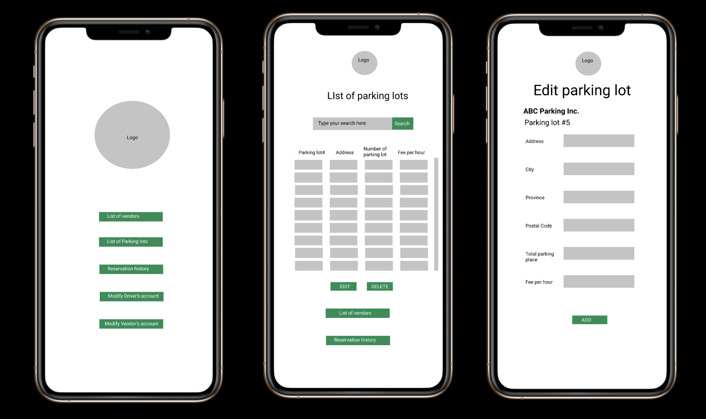 Logo
List of vendors
List of Parking lots
Reservation history
Modify Driver's account
Modify Vendor's account
Logo
LIst of parking lots
Type your search here
Search
Parking lot#
Address
Number of
parking lot
Fee per hour
EDIT
DELETE
List of vendors
Reservation history
Logo
Edit parking lot
ABC Parking Inc.
Parking lot #5
Address
City
Province
Postal Code
Total parking
place
Fee per hour
ADD